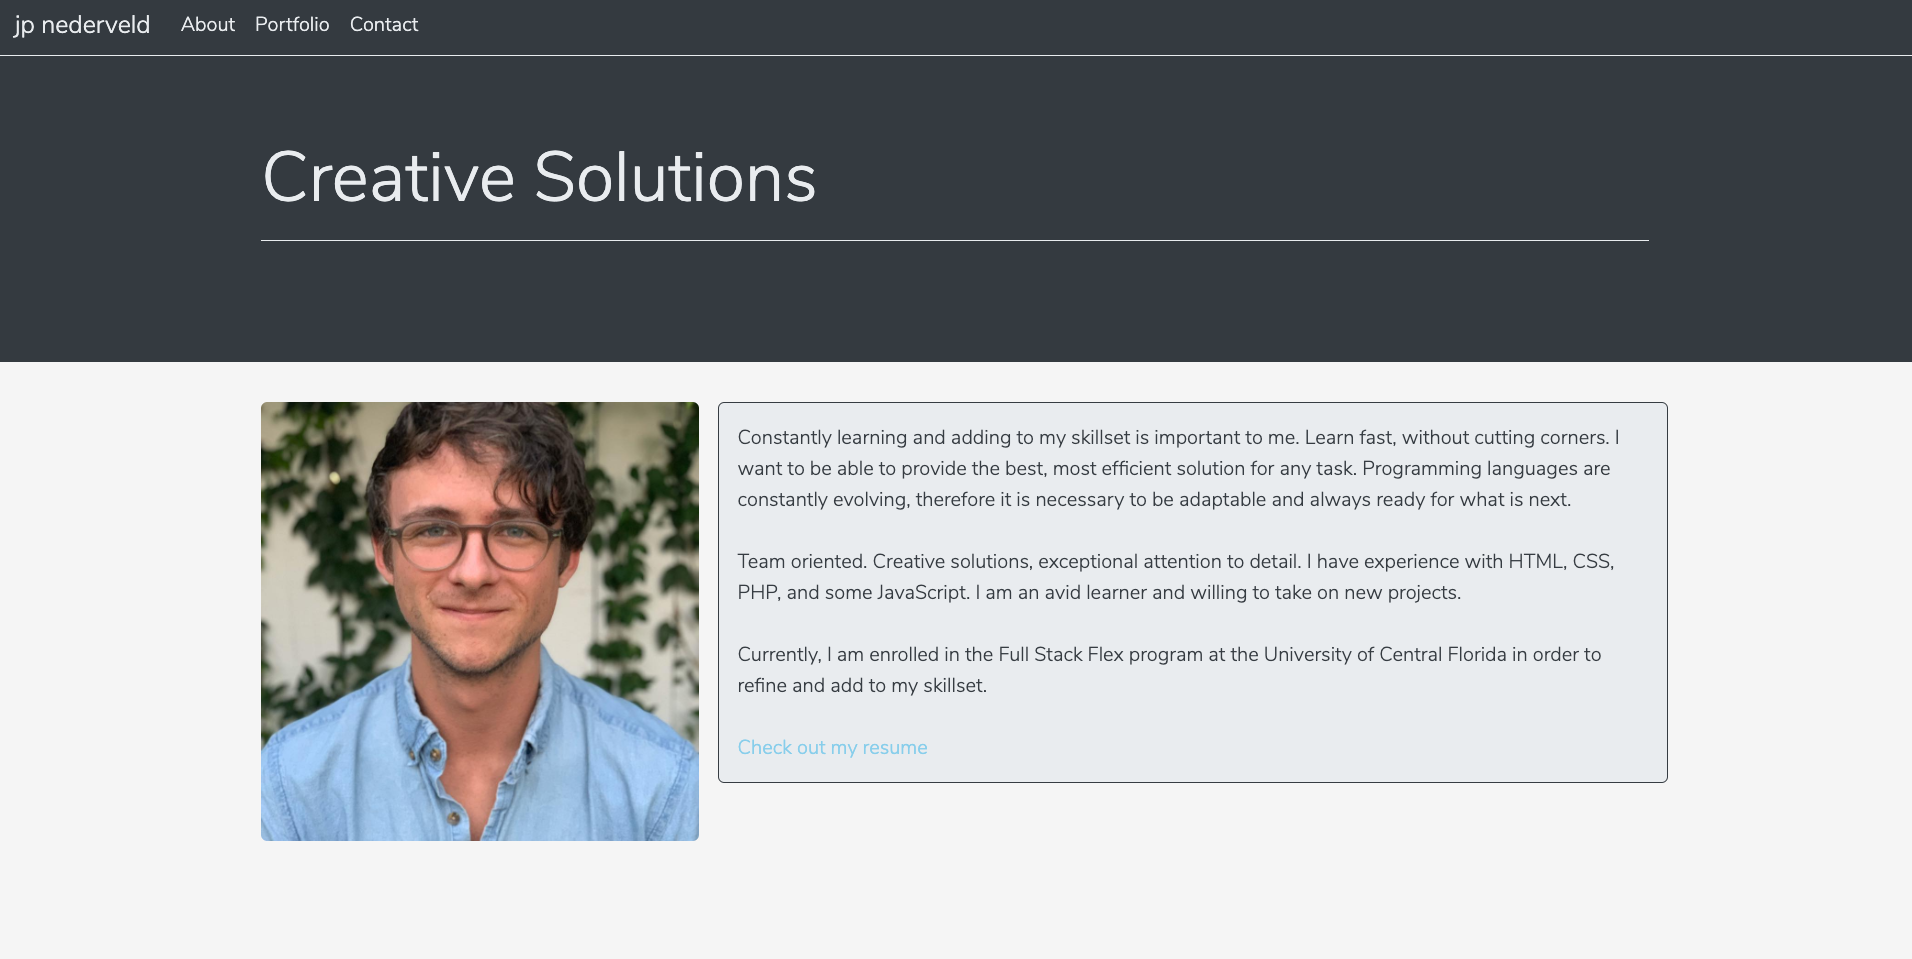 jp nederveld About Portfolio Contact
Creative Solutions
Constantly learning and adding to my skillset is important to me. Learn fast, without cutting corners. I
want to be able to provide the best, most efficient solution for any task. Programming languages are
constantly evolving, therefore it is necessary to be adaptable and always ready for what is next.
Team oriented. Creative solutions, exceptional attention to detail. I have experience with HTML, CSS,
PHP, and some JavaScript. I am an avid learner and willing to take on new projects.
Currently, I am enrolled in the Full Stack Flex program at the University of Central Florida in order to
refine and add to my skillset.
Check out my resume